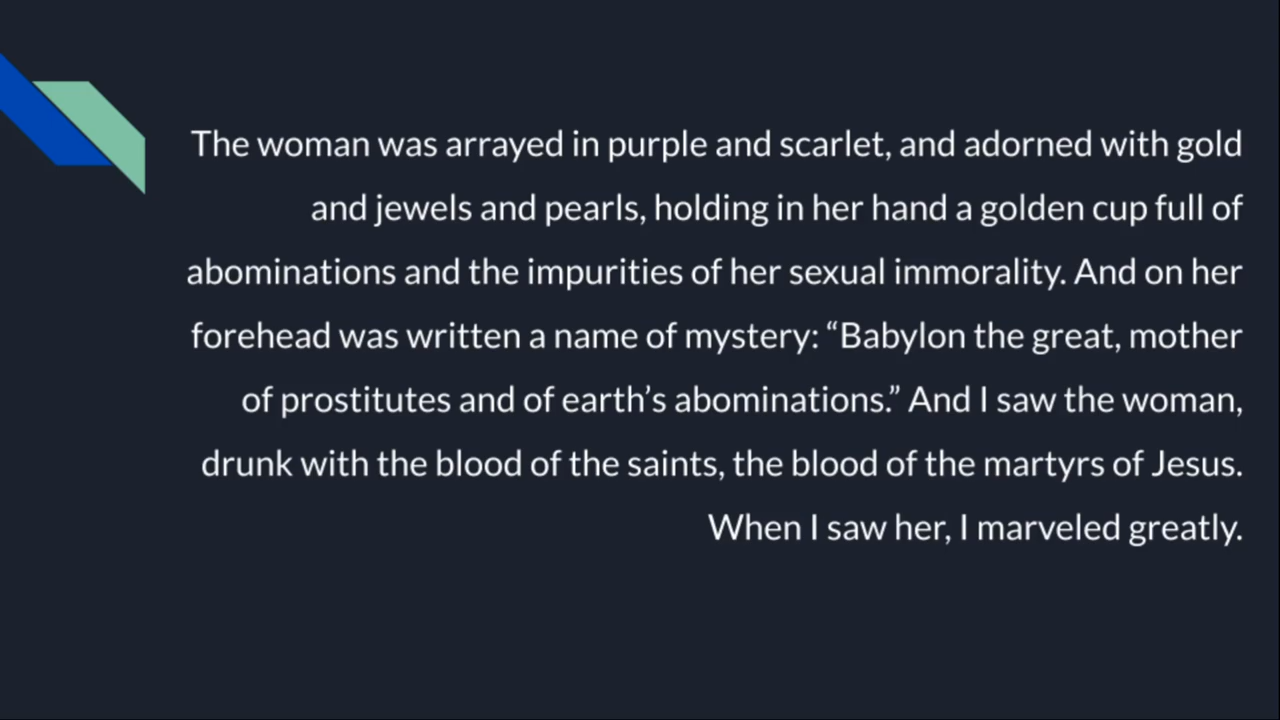 The woman was arrayed in purple and scarlet, and adorned with gold
and jewels and pearls, holding in her hand a golden cup full of
abominations and the impurities of her sexual immorality. And on her
forehead was written a name of mystery: “Babylon the great, mother
of prostitutes and of earth’s abominations.” And I saw the woman,
drunk with the blood of the saints, the blood of the martyrs of Jesus.
When I saw her, I marveled greatly.